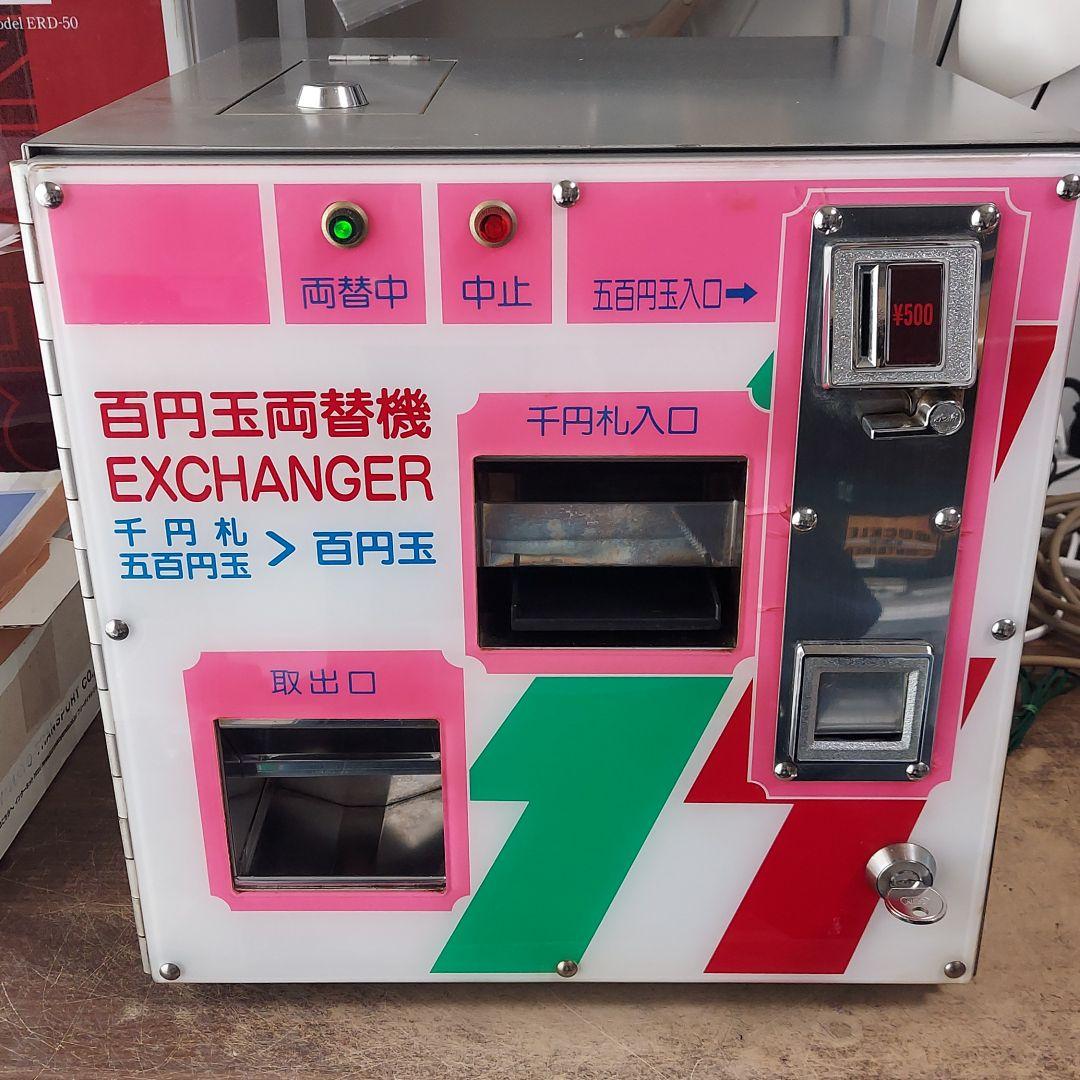 odel ERD-50
両替中
中止
五百円玉入口→
¥500
百円玉両替機
EXCHANGER
千円札
五百円玉 > 百円玉
千円札入口
取出口